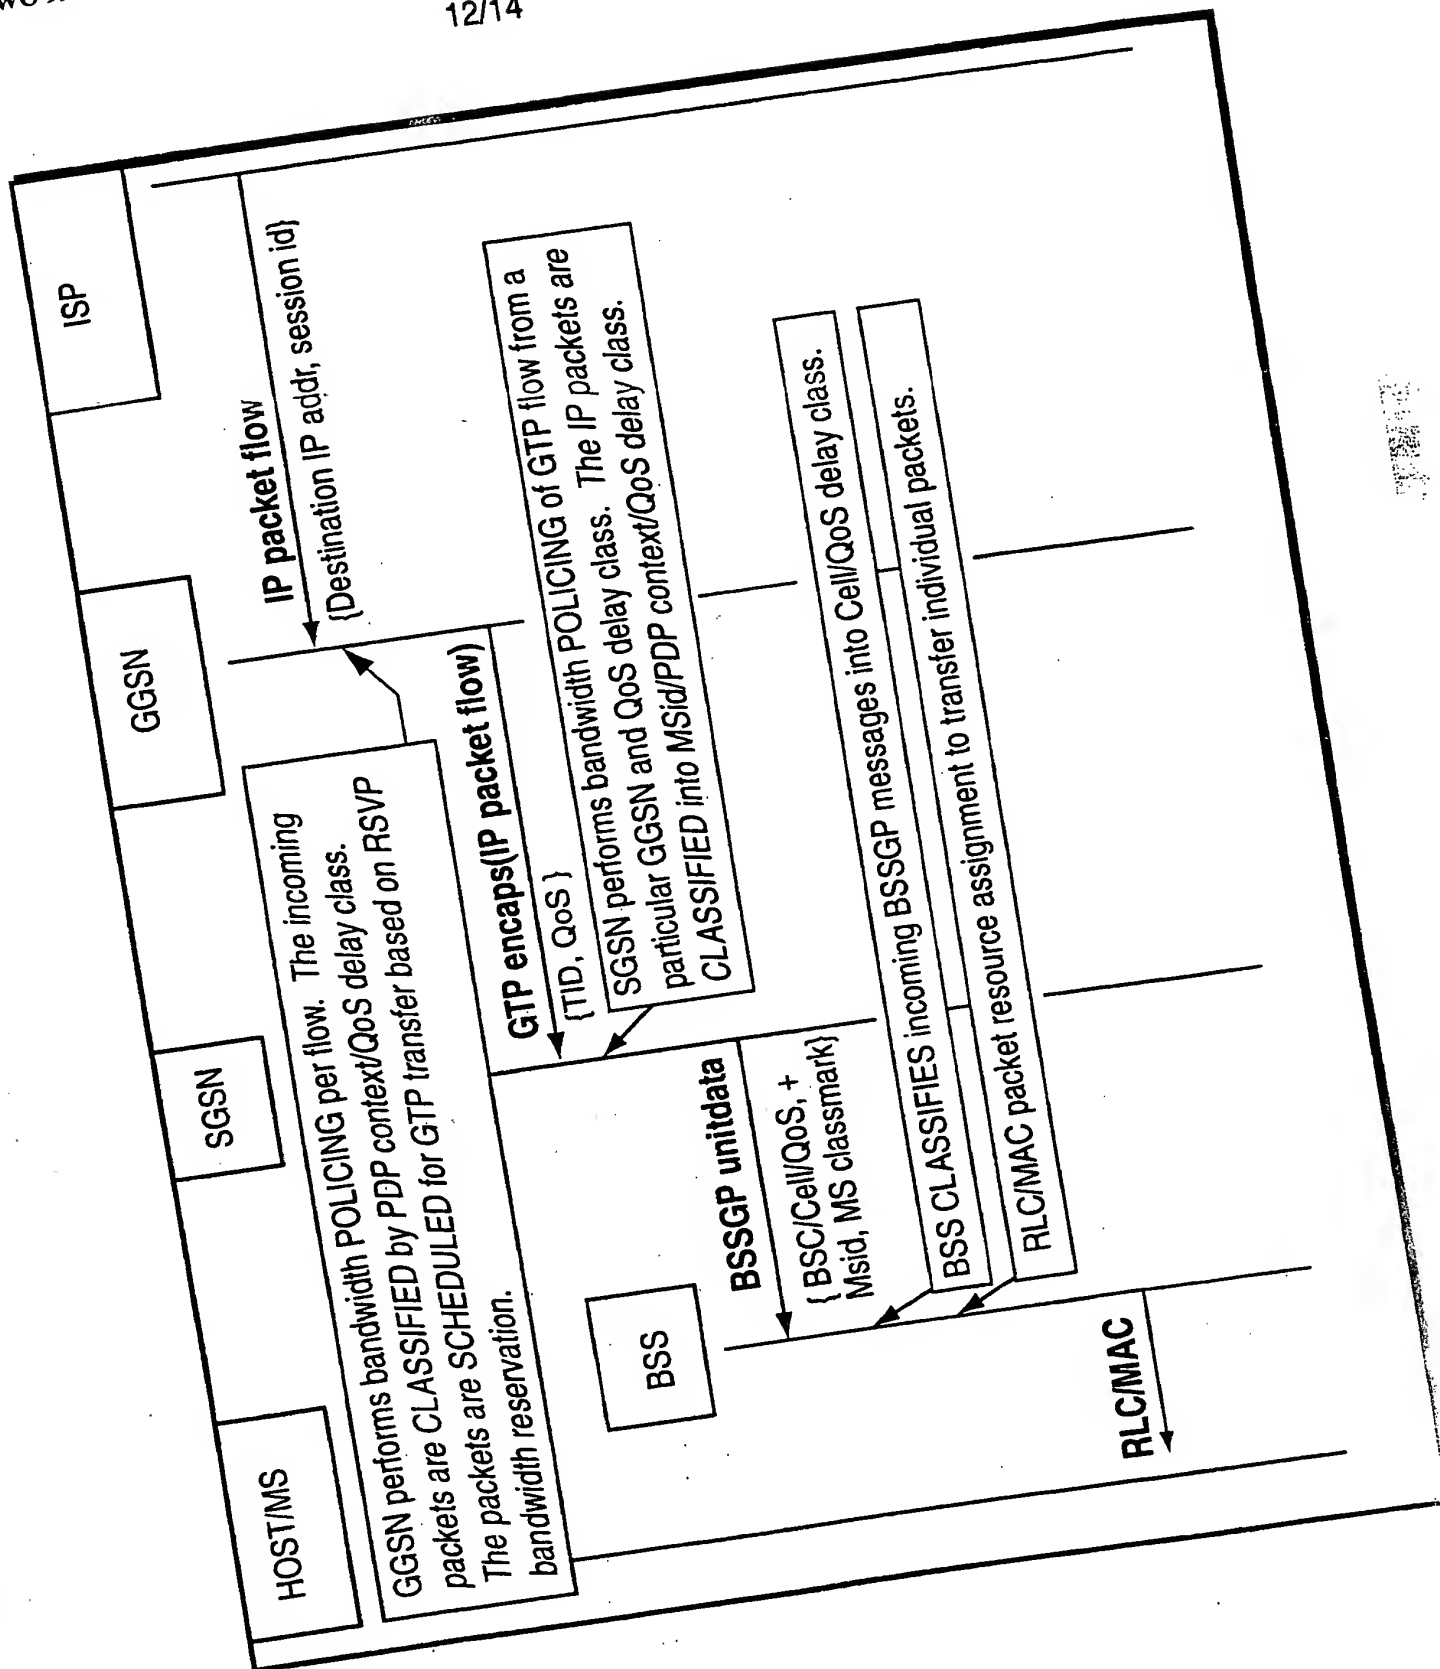 12/14
HOST/MS
SGSN
GGSN
ISP
IP packet flow
{Destination IP addr, session id}
GGSN performs bandwidth POLICING per flow. The incoming
packets are CLASSIFIED by PDP context/QoS delay class.
The packets are SCHEDULED for GTP transfer based on RSVP
bandwidth reservation.
GTP encaps(IP packet flow)
{TID, QoS }
SGSN performs bandwidth POLICING of GTP flow from a
particular GGSN and QoS delay class. The IP packets are
CLASSIFIED into MSid/PDP context/QoS delay class.
BSS
BSSGP unitdata
{ BSC/Cell/QoS, +
Msid, MS classmark}
BSS CLASSIFIES incoming BSSGP messages into Cell/QoS delay class.
RLC/MAC packet resource assignment to transfer individual packets.
RLC/MAC